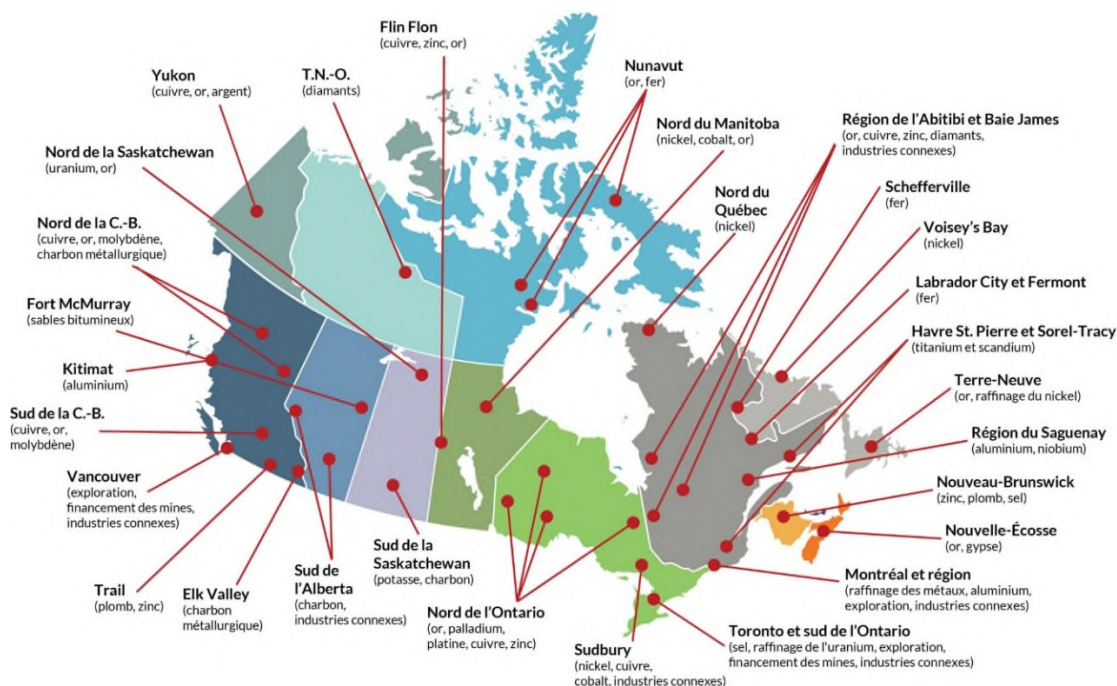 Flin Flon
(cuivre, zinc, or)
Yukon
(cuivre, or, argent)
T.N.-O.
(diamants)
Nunavut
(or, fer)
Nord de la Saskatchewan
(uranium, or)
Nord du Manitoba
(nickel, cobalt, or)
Région de l'Abitibi et Baie James
(or, cuivre, zinc, diamants,
industries connexes)
Nord du
Québec
(nickel)
Schefferville
(fer)
Nord de la C.-B.
(cuivre, or, molybdène,
charbon métallurgique)
Voisey's Bay
(nickel)
Fort McMurray
(sables bitumineux)
Labrador City et Fermont
(fer)
Kitimat
(aluminium)
Havre St. Pierre et Sorel-Tracy
(titanium et scandium)
Sud de la C.-B.
(cuivre, or,
molybdène)
Terre-Neuve
(or, raffinage du nickel)
Région du Saguenay
(aluminium, niobium)
Vancouver
(exploration,
financement des mines,
industries connexes)
Nouveau-Brunswick
(zinc, plomb, sel)
Nouvelle-Écosse
(or, gypse)
Trail
(plomb, zinc)
Elk Valley
(charbon
métallurgique)
Sud de
l'Alberta
(charbon,
industries connexes)
Sud de la
Saskatchewan
(potasse, charbon)
Nord de l'Ontario
(or, palladium,
platine, cuivre, zinc)
Montréal et région
(raffinage des métaux, aluminium,
exploration, industries connexes)
Sudbury
(nickel, cuivre,
cobalt, industries connexes)
Toronto et sud de l'Ontario
(sel, raffinage de l'uranium, exploration,
financement des mines, industries connexes)